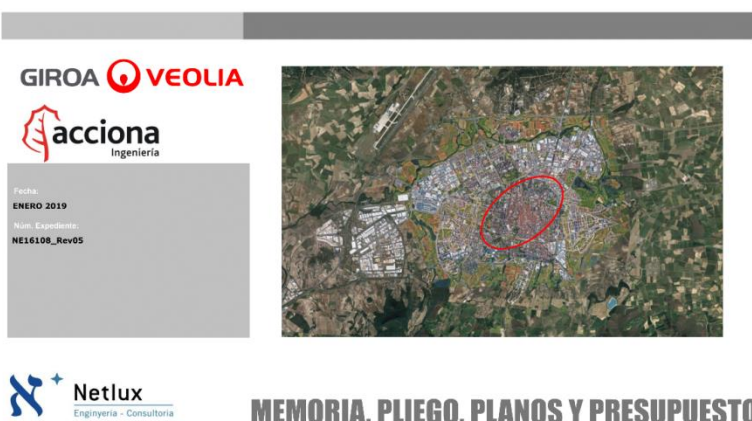 GIROA VEOLIA
acciona
Ingeniería
Fecha:
ENERO 2019
Núm. Expediente:
NE16108_Rev05
Netlux
Enginyeria - Consultoria
MEMORIA, PLIEGO, PLANOS Y PRESUPUESTO